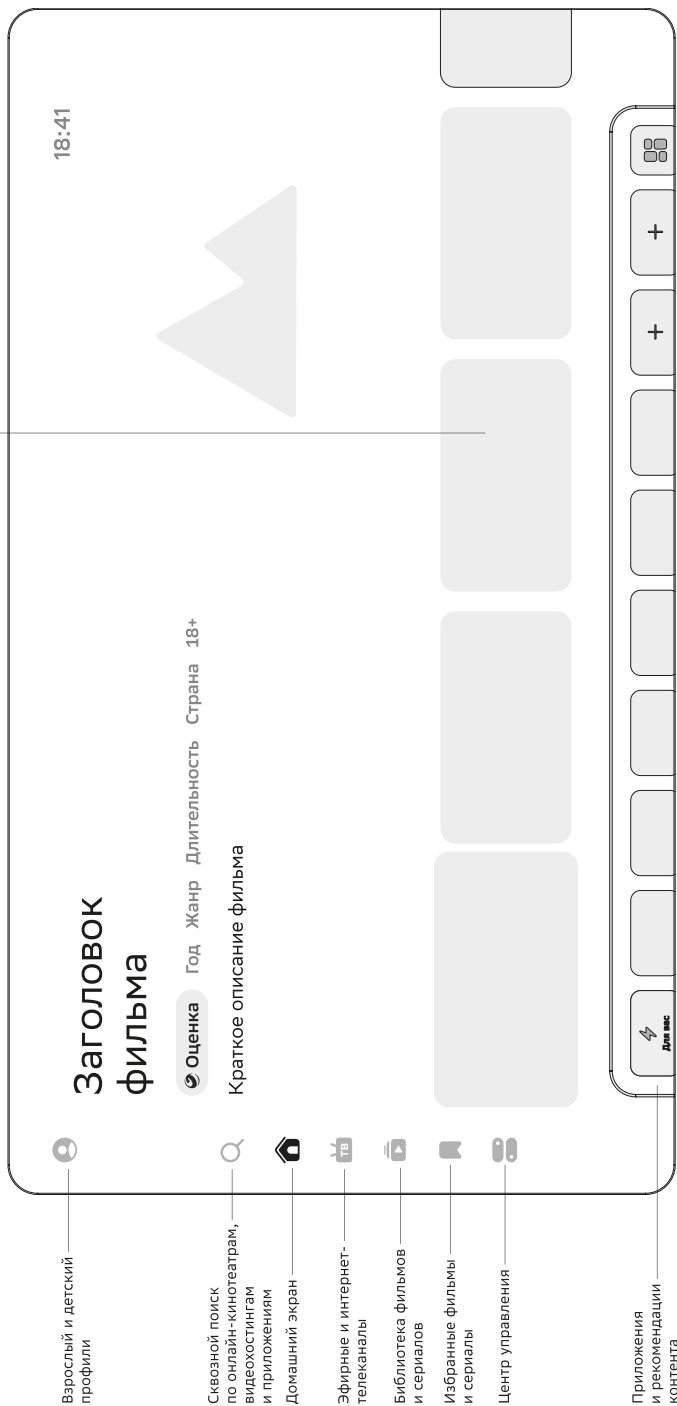 18:41
Заголовок
фильма
Оценка Год Жанр Длительность Страна 18+
Краткое описание фильма
ТВ
Для вас
Взрослый и детский
профили
Сквозной поиск
по онлайн-кинотеатрам,
видеохостингам
и приложениям
Домашний экран
Эфирные и интернет-
телеканалы
Библиотека фильмов
и сериалов
Избранные фильмы
и сериалы
Центр управления
Приложения
и рекомендации
контента